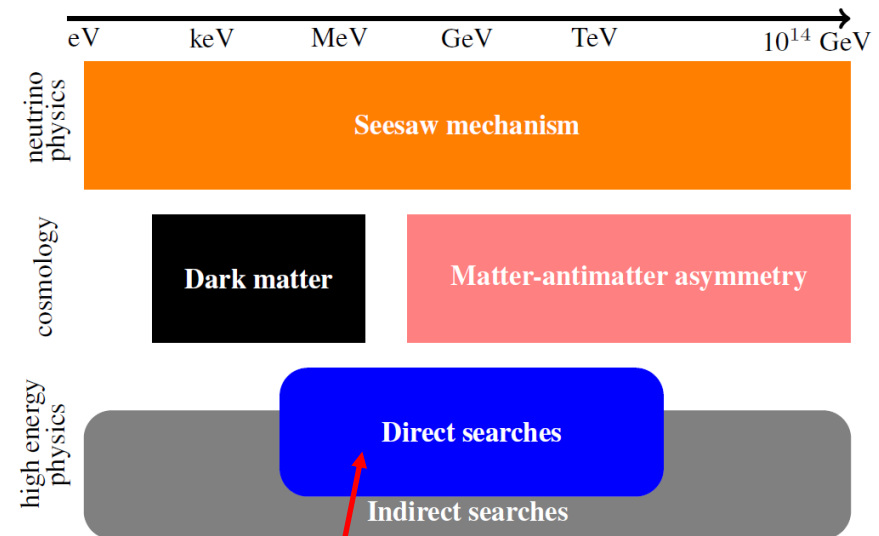 eV keV MeV GeV TeV 10¹⁴ GeV
neutrino
physics
Seesaw mechanism
cosmology
Dark matter
Matter-antimatter asymmetry
high energy
physics
Direct searches
Indirect searches